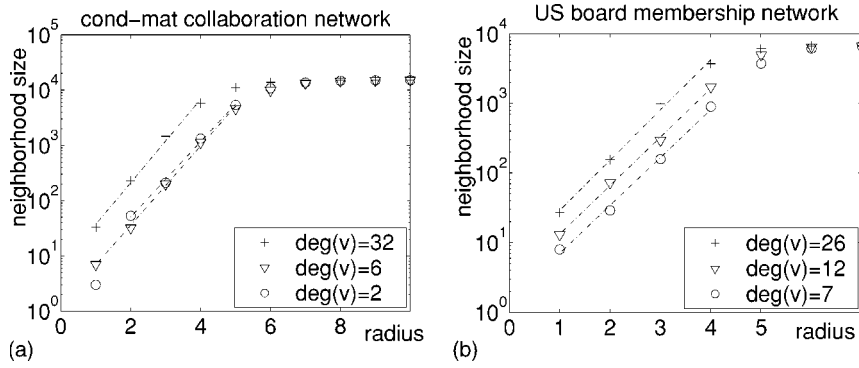 cond-mat collaboration network
neighborhood size
10^5
10^4
10^3
10^2
10^1
10^0
0 2 4 6 8 radius
deg(v)=32
deg(v)=6
deg(v)=2
(a)
US board membership network
neighborhood size
10^4
10^3
10^2
10^1
10^0
0 1 2 3 4 5 radius
deg(v)=26
deg(v)=12
deg(v)=7
(b)